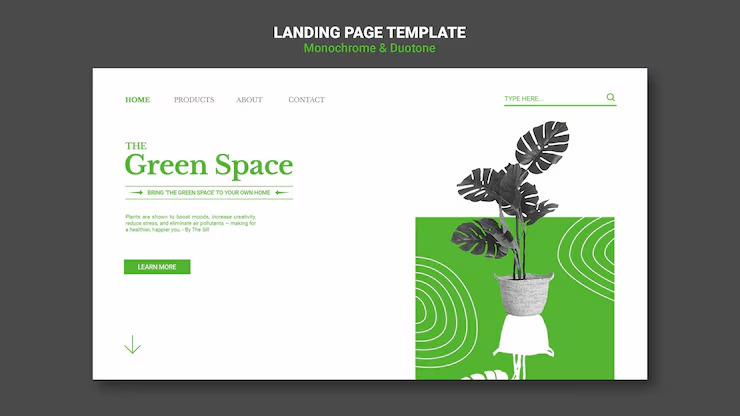 LANDING PAGE TEMPLATE
Monochrome & Duotone
HOME PRODUCTS ABOUT CONTACT
TYPE HERE...
THE
Green Space
BRING 'THE GREEN SPACE' TO YOUR OWN HOME
Plants are shown to boost moods, increase creativity,
reduce stress, and eliminate air pollutants — making for
a healthier, happier you. - By The Sill
LEARN MORE